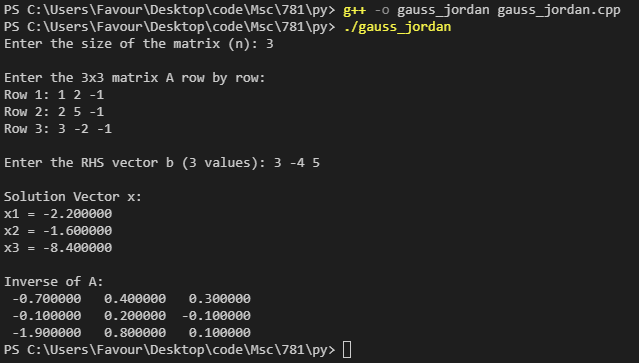 PS C:\Users\Favour\Desktop\code\Msc\781\py> g++ -o gauss_jordan gauss_jordan.cpp
PS C:\Users\Favour\Desktop\code\Msc\781\py> ./gauss_jordan
Enter the size of the matrix (n): 3
Enter the 3x3 matrix A row by row:
Row 1: 1 2 -1
Row 2: 2 5 -1
Row 3: 3 -2 -1
Enter the RHS vector b (3 values): 3 -4 5
Solution Vector x:
x1 = -2.200000
x2 = -1.600000
x3 = -8.400000
Inverse of A:
-0.700000 0.400000 0.300000
-0.100000 0.200000 -0.100000
-1.900000 0.800000 0.100000
PS C:\Users\Favour\Desktop\code\Msc\781\py>